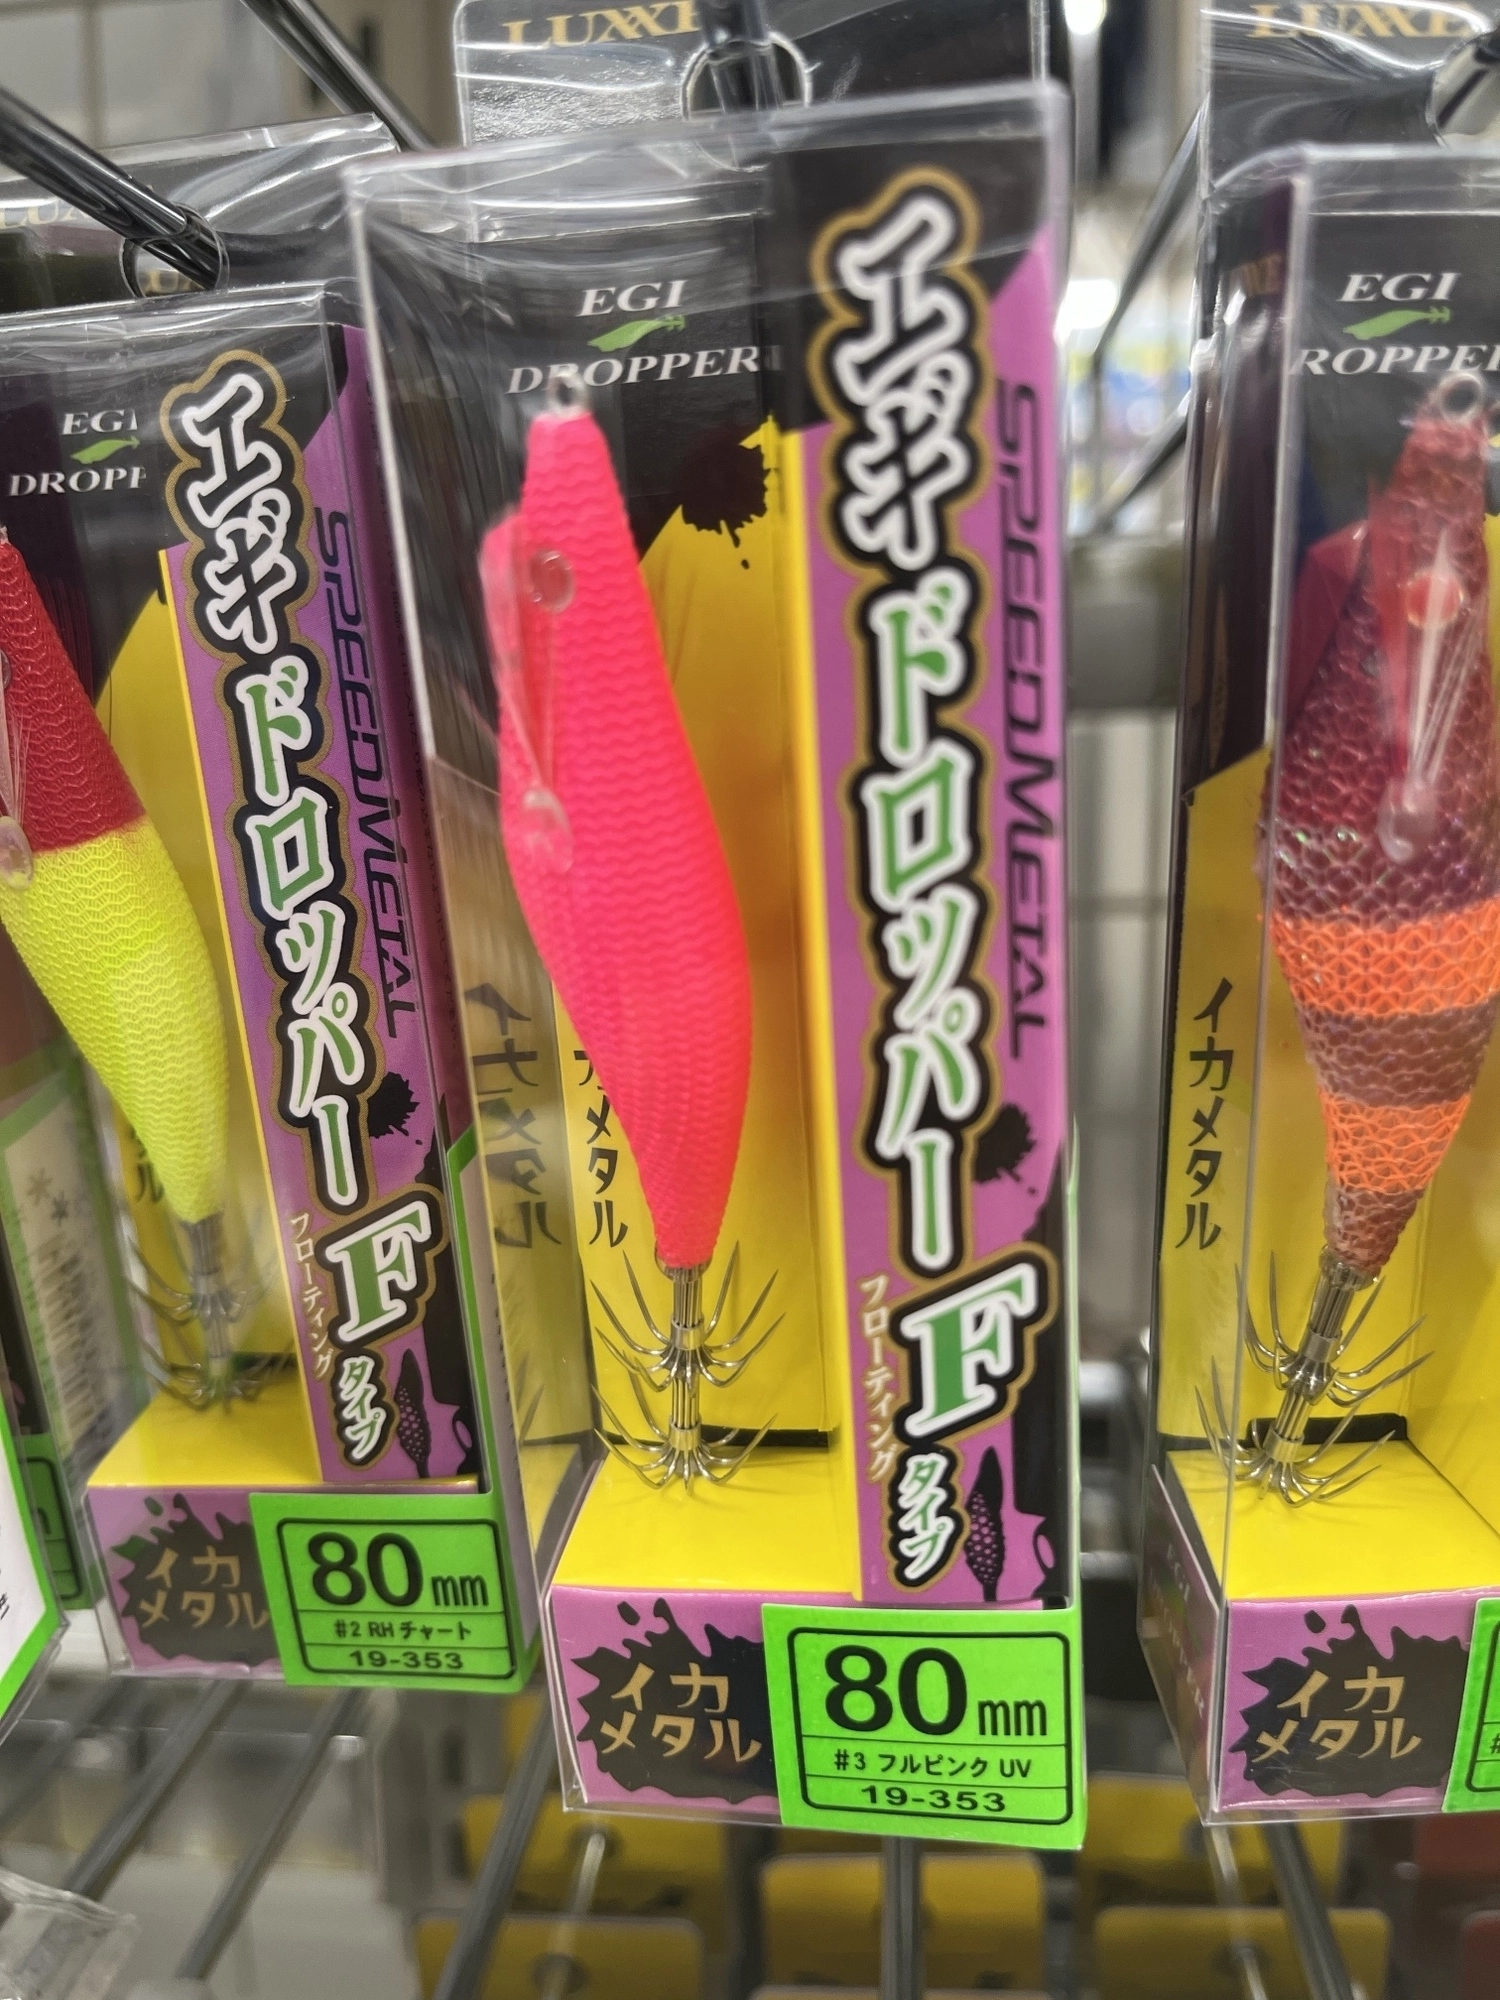 EGI
エギドロッパー
SPEEDMETAL
フローティング
F
タイプ
イカ
メタル
80mm
#2 RHチャート
19-353
EGI
DROPPER
エギドロッパー
SPEEDMETAL
イカメタル
フローティング
F
タイプ
イカ
メタル
80mm
#3 フルピンク UV
19-353
EGI
イカメタル
イカ
メタル